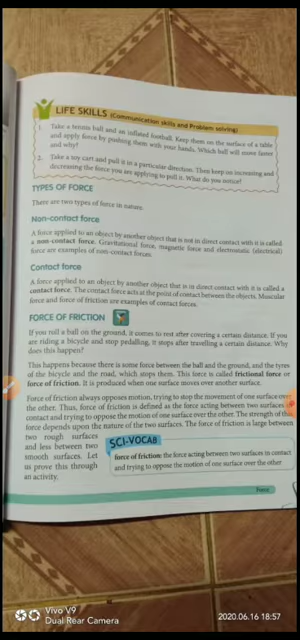 LIFE SKILLS (Communication skills and Problem solving)
1. Take a tennis ball and an inflated football. Keep them on the surface of a table
and apply force by pushing them with your hands. Which ball will move faster
and why?
2. Take a toy cart and pull it in a particular direction. Then keep on increasing and
decreasing the force you are applying to pull it. What do you notice?
TYPES OF FORCE
There are two types of force in nature.
Non-contact force
A force applied to an object by another object that is not in direct contact with it is called
a non-contact force. Gravitational force, magnetic force and electrostatic (electrical)
force are examples of non-contact forces.
Contact force
A force applied to an object by another object that is in direct contact with it is called a
contact force. The contact force acts at the point of contact between the objects. Muscular
force and force of friction are examples of contact forces.
FORCE OF FRICTION
If you roll a ball on the ground, it comes to rest after covering a certain distance. If you
are riding a bicycle and stop pedalling, it stops after travelling a certain distance. Why
does this happen?
This happens because there is some force between the ball and the ground, and the tyres
of the bicycle and the road, which stops them. This force is called frictional force or
force of friction. It is produced when one surface moves over another surface.
Force of friction always opposes motion, trying to stop the movement of one surface over
the other. Thus, force of friction is defined as the force acting between two surfaces in
contact and trying to oppose the motion of one surface over the other. The strength of this
force depends upon the nature of the two surfaces. The force of friction is large between
two rough surfaces
and less between two
smooth surfaces. Let
us prove this through
an activity.
SCI-VOCAB
force of friction: the force acting between two surfaces in contact
and trying to oppose the motion of one surface over the other
Force
Vivo V9
Dual Rear Camera
2020.06.16 18:57